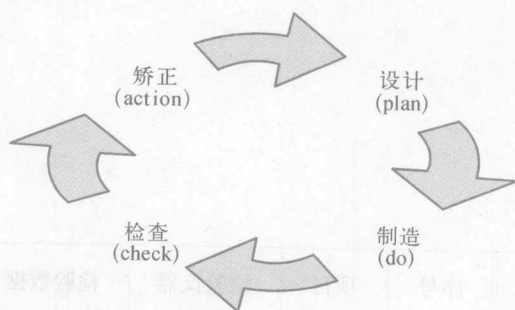 矫正
(action)
设计
(plan)
检查
(check)
制造
(do)